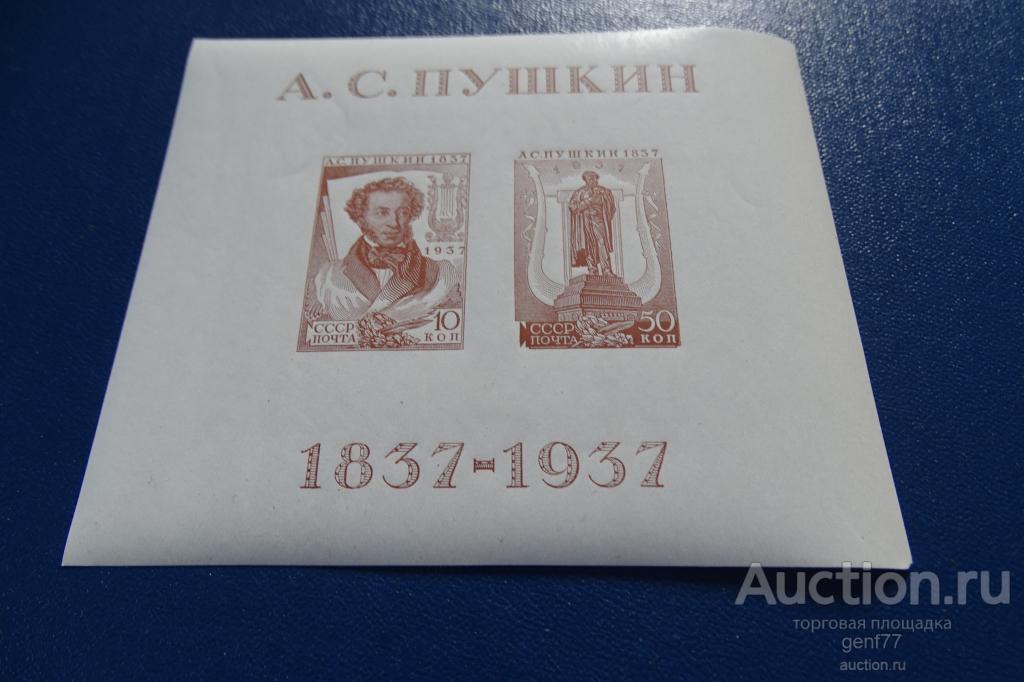 А. С. ПУШКИН
А.С.ПУШКИН 1837
1937
СССР
ПОЧТА
10
КОП
А.С.ПУШКИН 1837
1937
СССР
ПОЧТА
50
КОП
1837-1937
Auction.ru
торговая площадка
genf77
auction.ru